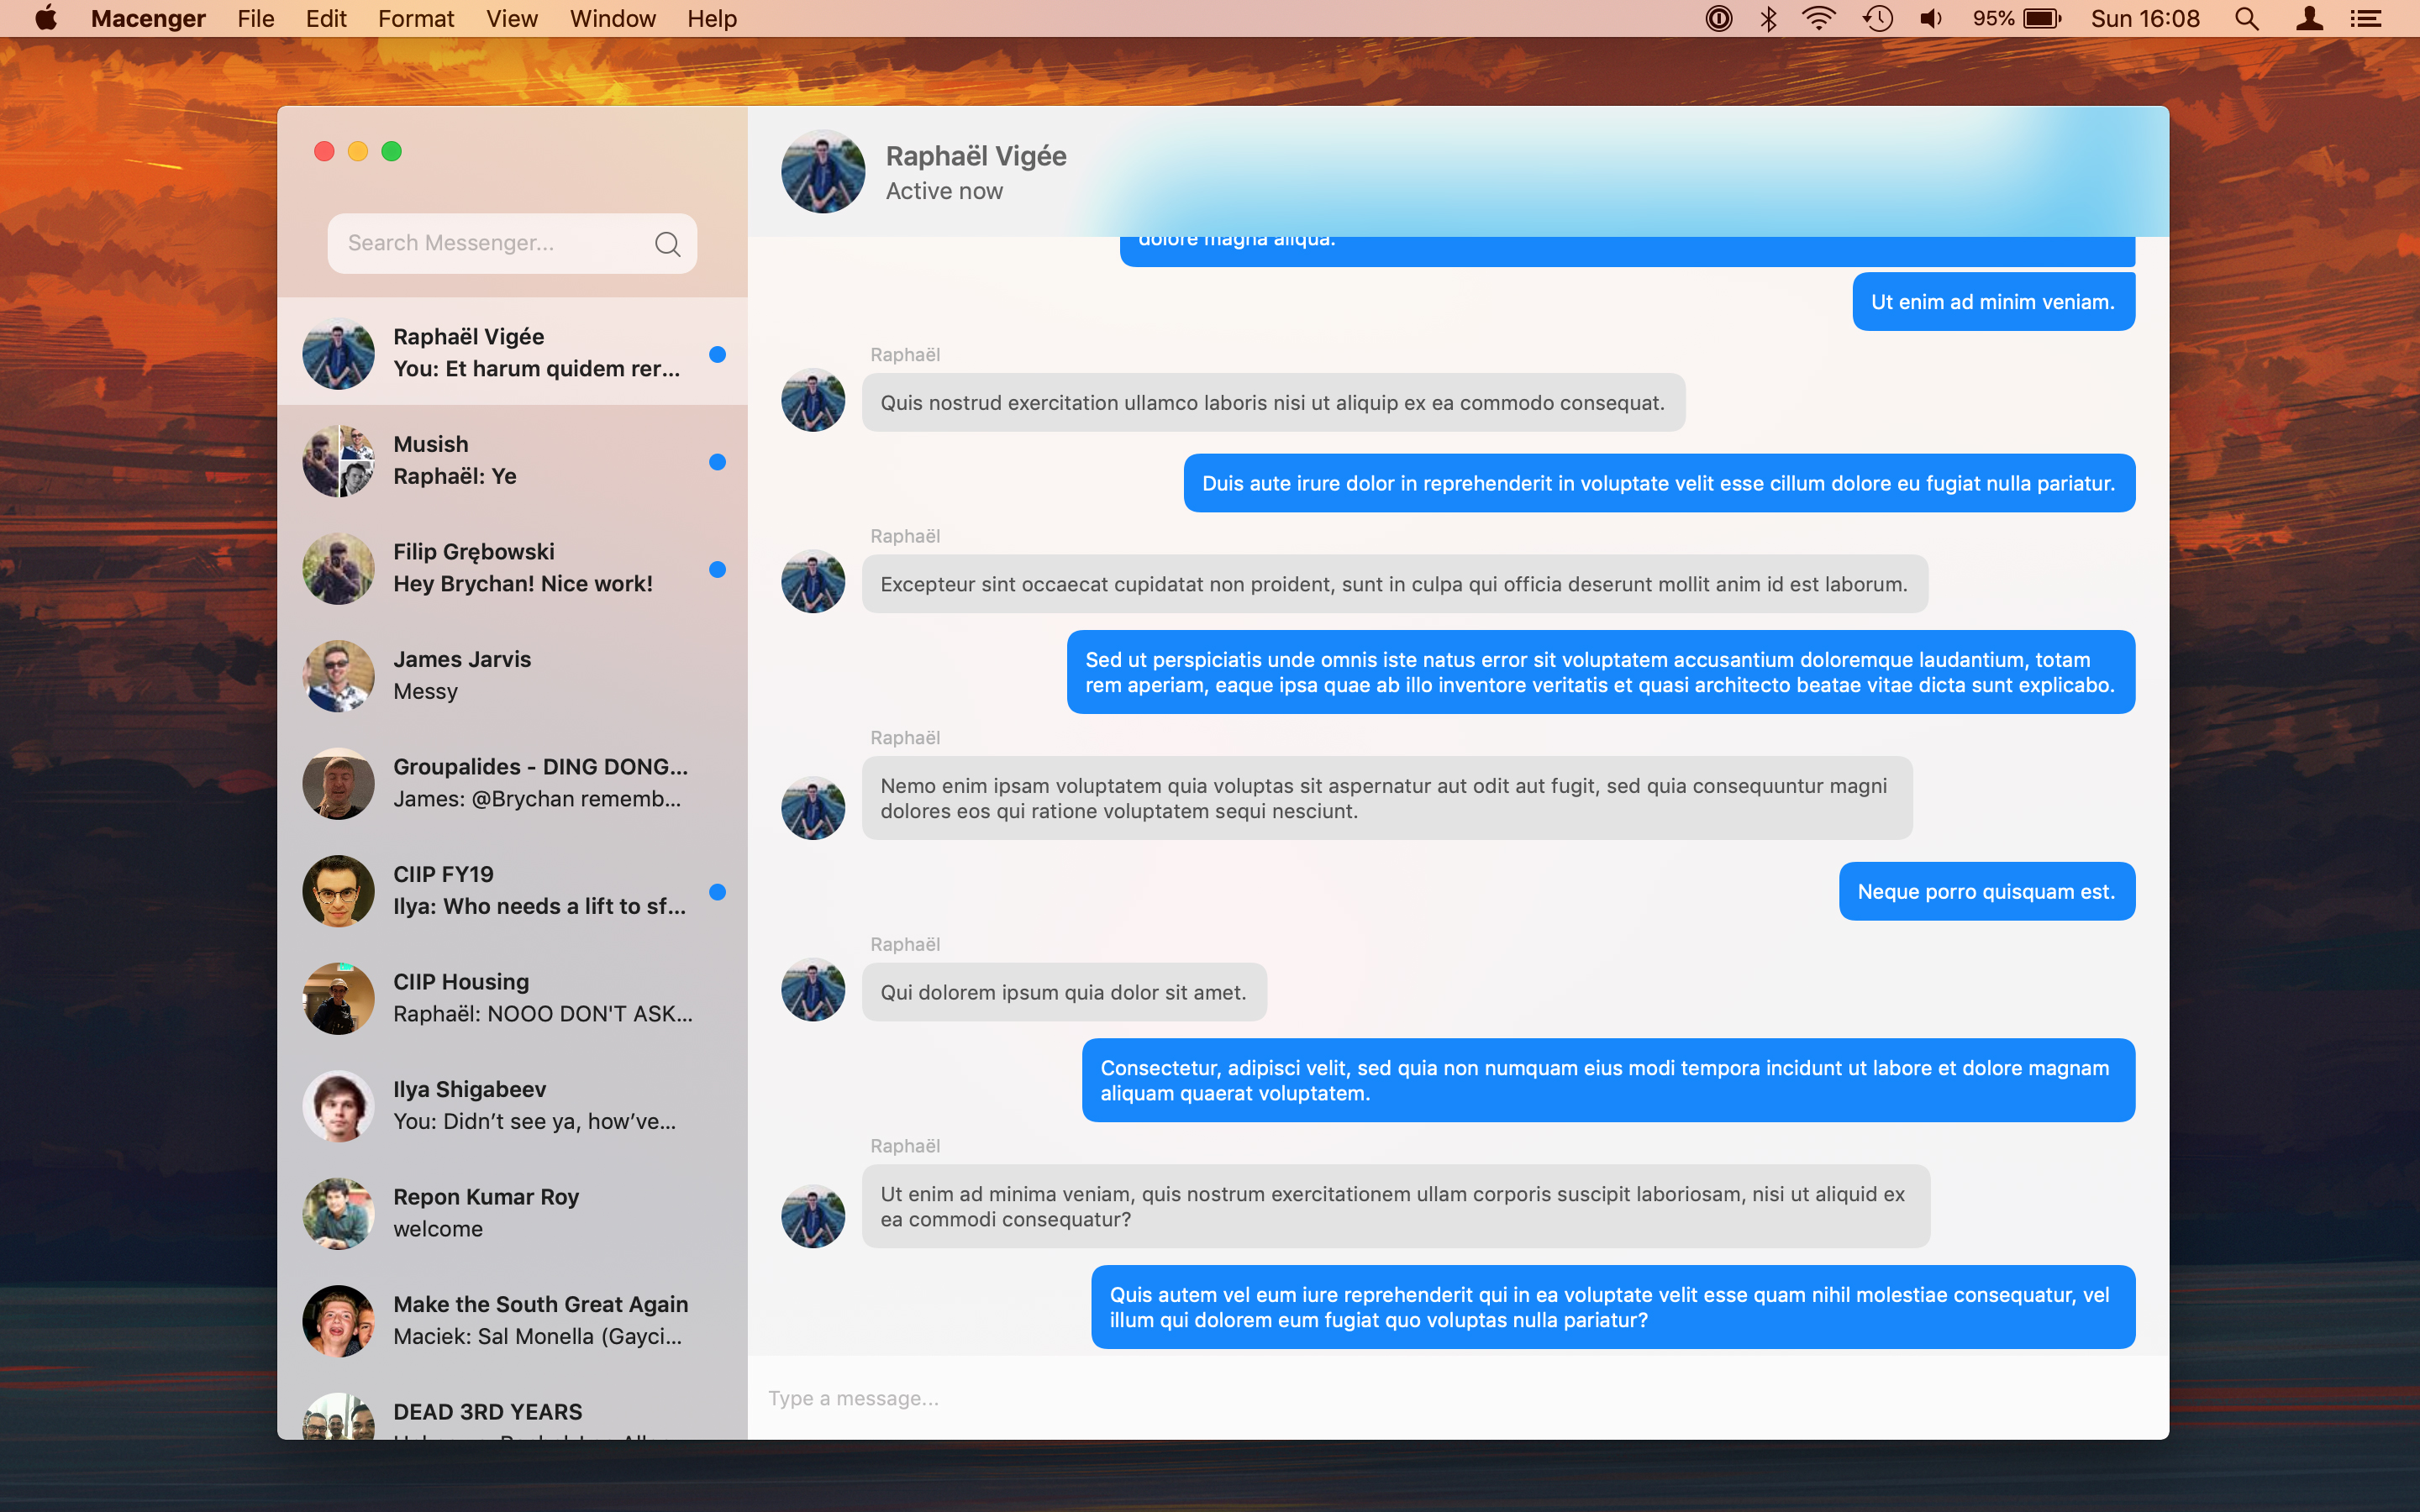 Macenger File Edit Format View Window Help
95% Sun 16:08
Search Messenger...
Raphaël Vigée
You: Et harum quidem rer...
Musish
Raphaël: Ye
Filip Grębowski
Hey Brychan! Nice work!
James Jarvis
Messy
Groupalides - DING DONG...
James: @Brychan rememb...
CIIP FY19
Ilya: Who needs a lift to sf...
CIIP Housing
Raphaël: NOOO DON'T ASK...
Ilya Shigabeev
You: Didn’t see ya, how’ve...
Repon Kumar Roy
welcome
Make the South Great Again
Maciek: Sal Monella (Gayci...
DEAD 3RD YEARS
Raphaël Vigée
Active now
dolore magna aliqua.
Ut enim ad minim veniam.
Raphaël
Quis nostrud exercitation ullamco laboris nisi ut aliquip ex ea commodo consequat.
Duis aute irure dolor in reprehenderit in voluptate velit esse cillum dolore eu fugiat nulla pariatur.
Raphaël
Excepteur sint occaecat cupidatat non proident, sunt in culpa qui officia deserunt mollit anim id est laborum.
Sed ut perspiciatis unde omnis iste natus error sit voluptatem accusantium doloremque laudantium, totam
rem aperiam, eaque ipsa quae ab illo inventore veritatis et quasi architecto beatae vitae dicta sunt explicabo.
Raphaël
Nemo enim ipsam voluptatem quia voluptas sit aspernatur aut odit aut fugit, sed quia consequuntur magni
dolores eos qui ratione voluptatem sequi nesciunt.
Neque porro quisquam est.
Raphaël
Qui dolorem ipsum quia dolor sit amet.
Consectetur, adipisci velit, sed quia non numquam eius modi tempora incidunt ut labore et dolore magnam
aliquam quaerat voluptatem.
Raphaël
Ut enim ad minima veniam, quis nostrum exercitationem ullam corporis suscipit laboriosam, nisi ut aliquid ex
ea commodi consequatur?
Quis autem vel eum iure reprehenderit qui in ea voluptate velit esse quam nihil molestiae consequatur, vel
illum qui dolorem eum fugiat quo voluptas nulla pariatur?
Type a message...